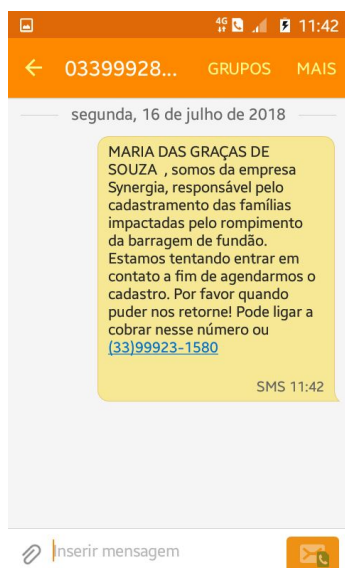 4G 11:42
03399928... GRUPOS MAIS
segunda, 16 de julho de 2018
MARIA DAS GRAÇAS DE
SOUZA , somos da empresa
Synergia, responsável pelo
cadastramento das famílias
impactadas pelo rompimento
da barragem de fundão.
Estamos tentando entrar em
contato a fim de agendarmos o
cadastro. Por favor quando
puder nos retorne! Pode ligar a
cobrar nesse número ou
(33)99923-1580
SMS 11:42
Inserir mensagem